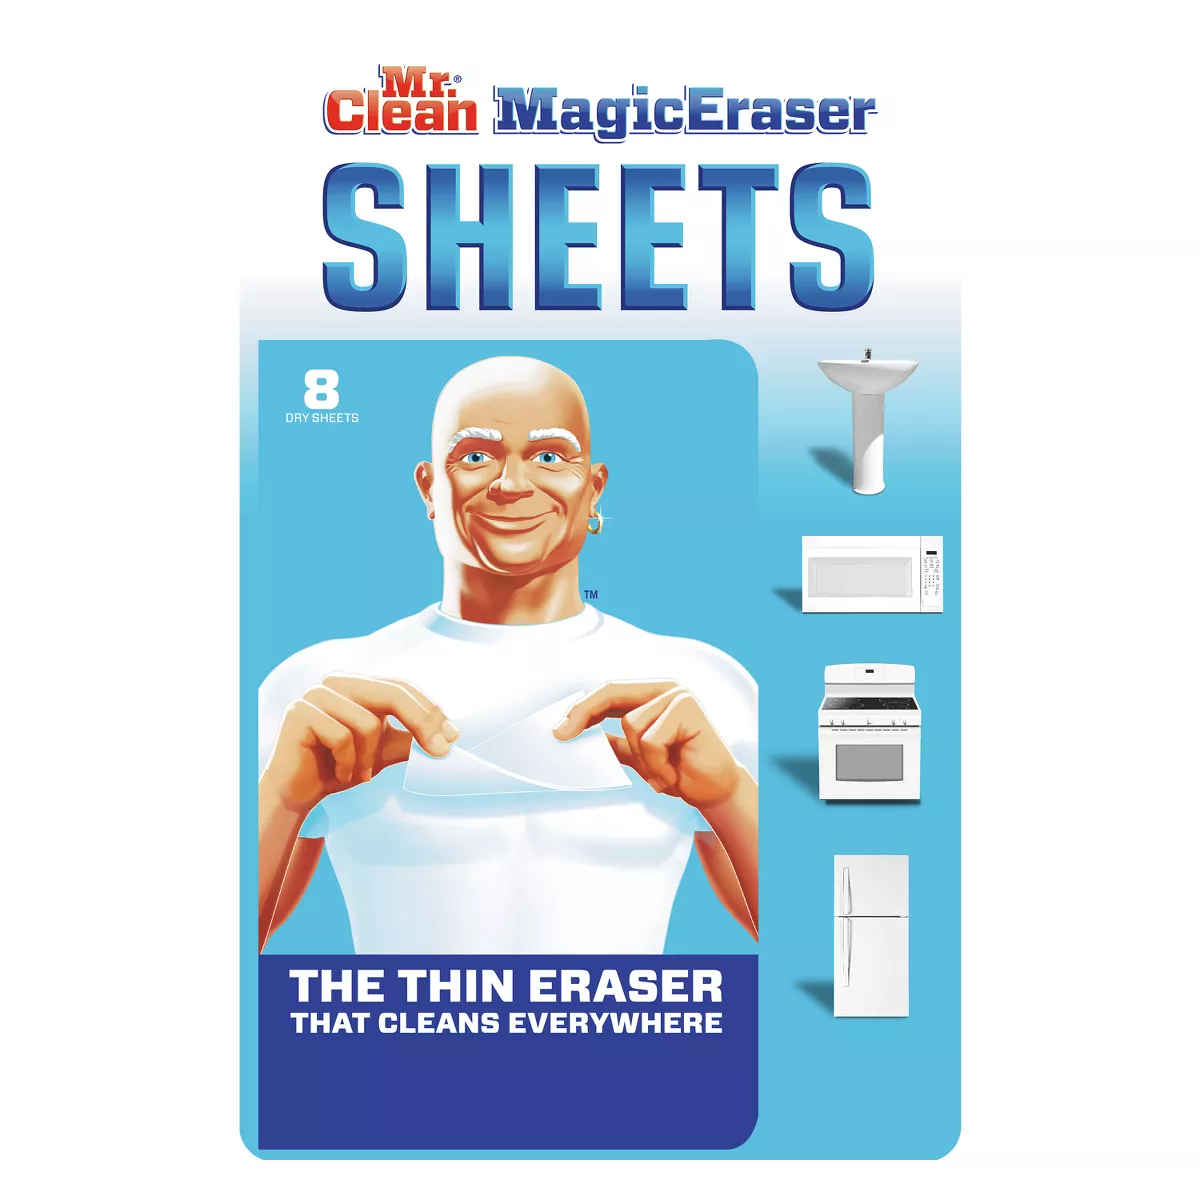 Mr.®
Clean MagicEraser
SHEETS
8
DRY SHEETS
TM
THE THIN ERASER
THAT CLEANS EVERYWHERE